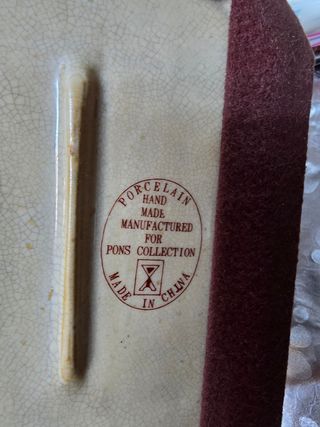 PORCELAIN
HAND
MADE
MANUFACTURED
FOR
PONS COLLECTION
MADE IN CHINA